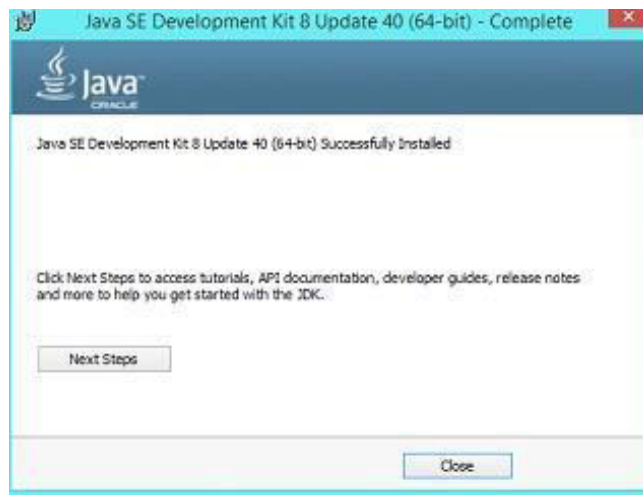 Java SE Development Kit 8 Update 40 (64-bit) - Complete
Java
ORACLE
Java SE Development Kit 8 Update 40 (64-bit) Successfully Installed
Click Next Steps to access tutorials, API documentation, developer guides, release notes
and more to help you get started with the JDK.
Next Steps
Close